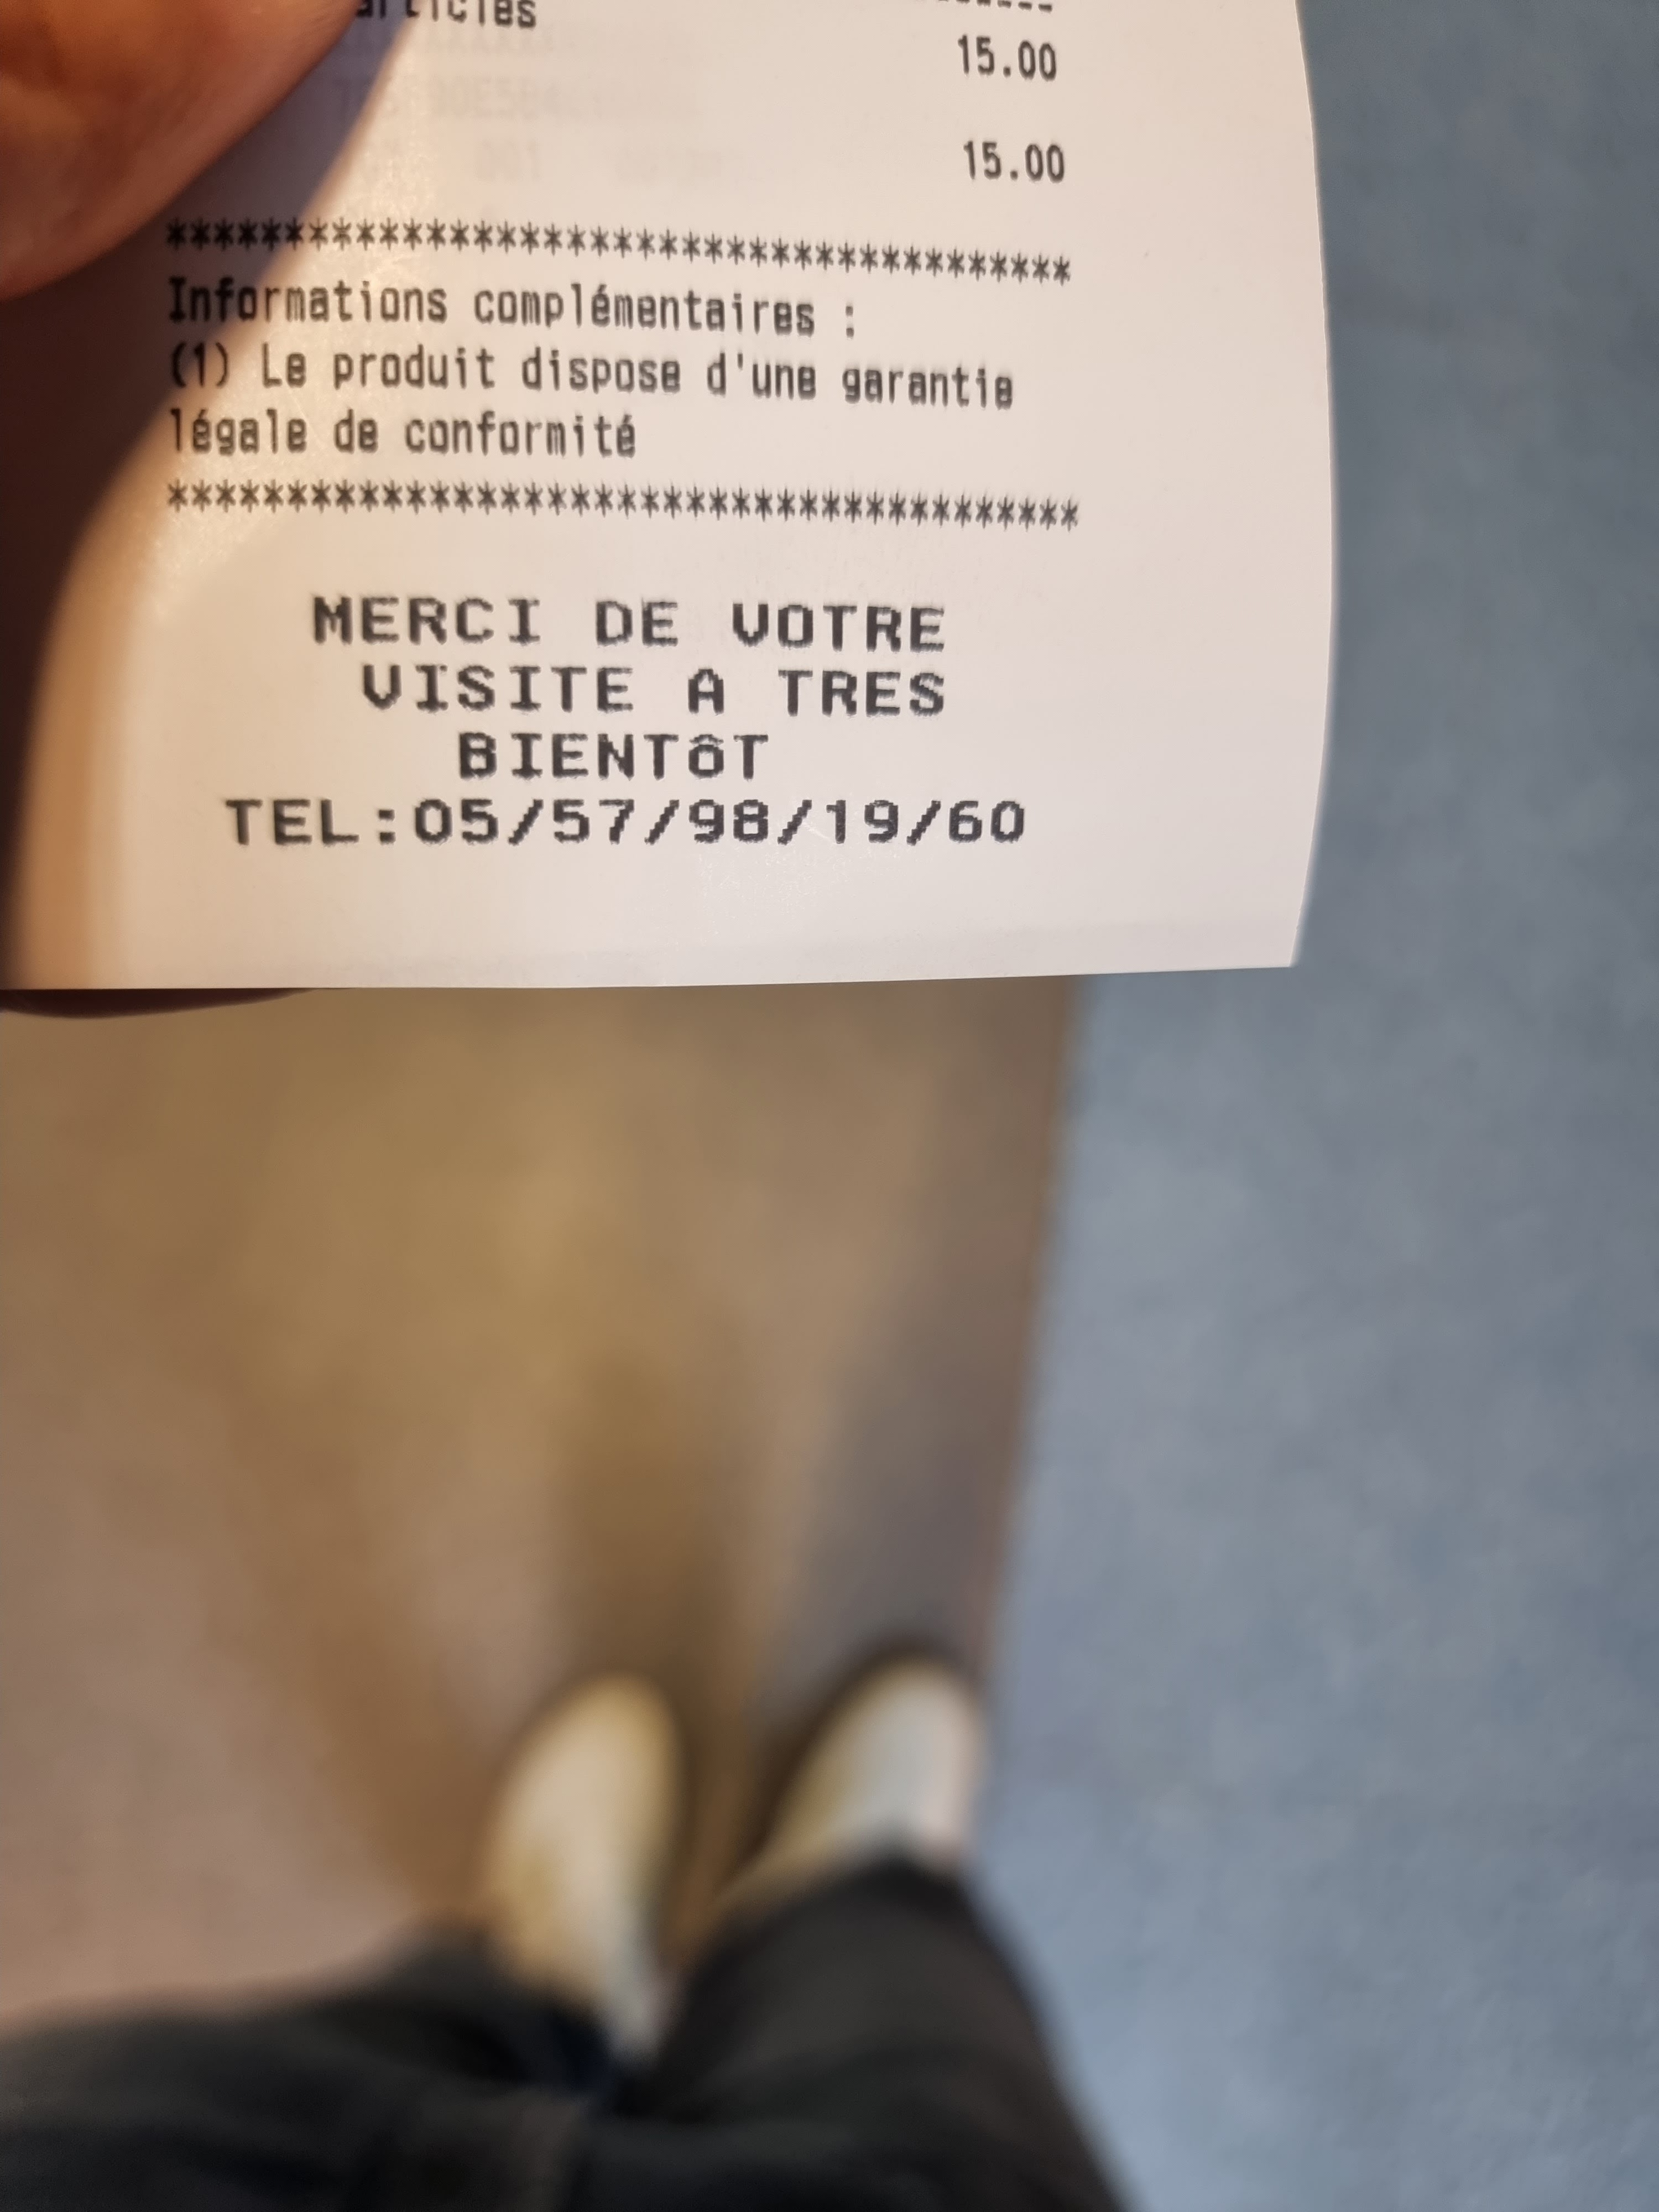 articles
15.00
15.00
**************************************
Informations complémentaires :
(1) Le produit dispose d'une garantie
légale de conformité
**************************************
MERCI DE VOTRE
VISITE A TRES
BIENTôT
TEL:05/57/98/19/60